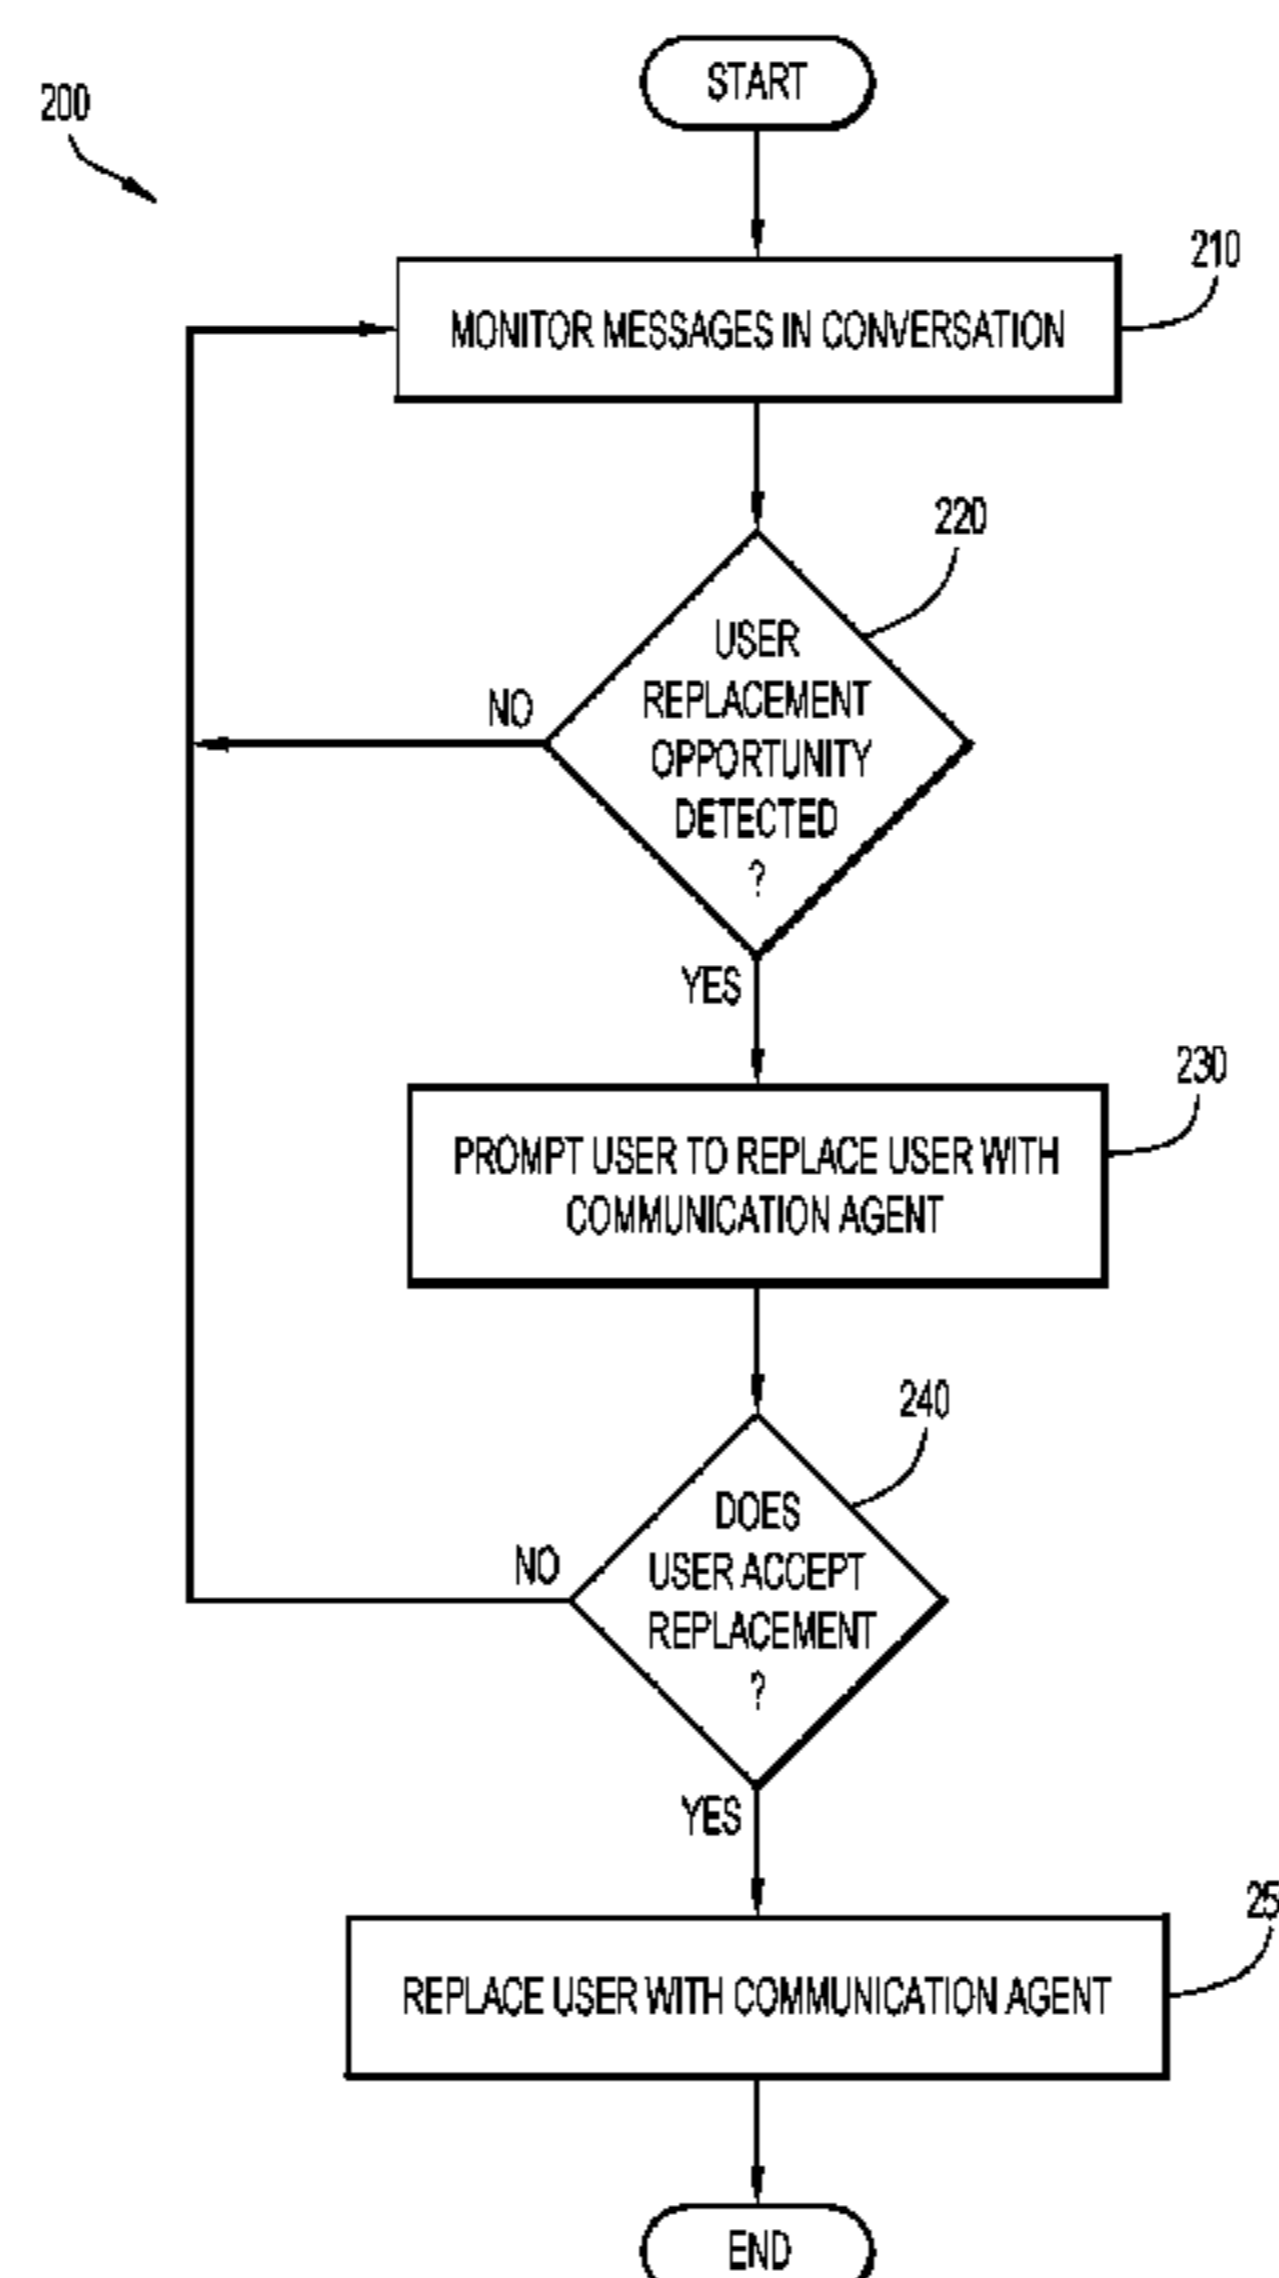 START
200
210
MONITOR MESSAGES IN CONVERSATION
220
USER
REPLACEMENT
OPPORTUNITY
DETECTED
?
NO
YES
230
PROMPT USER TO REPLACE USER WITH
COMMUNICATION AGENT
240
DOES
USER ACCEPT
REPLACEMENT
?
NO
YES
25
REPLACE USER WITH COMMUNICATION AGENT
END